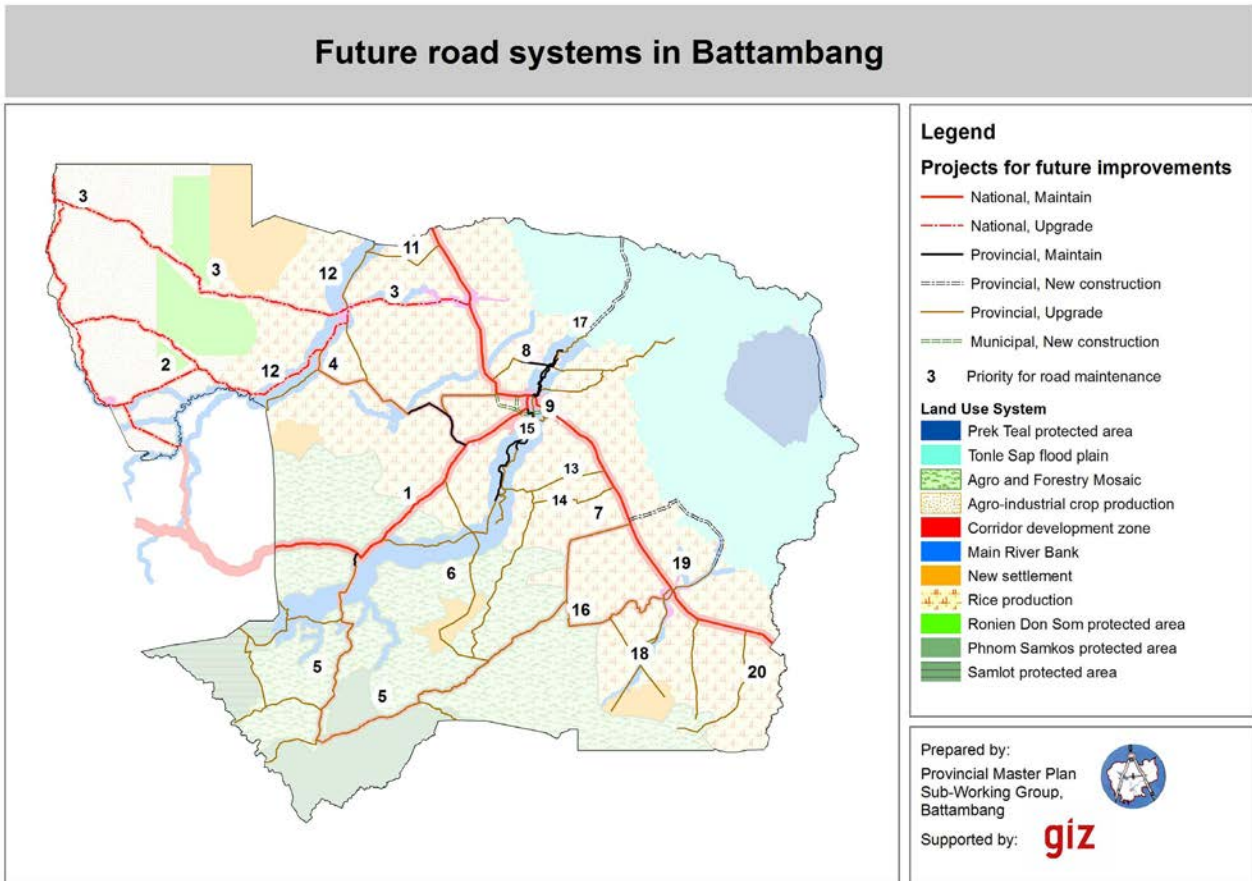 Future road systems in Battambang
3
3
12
11
3
17
2
12
4
8
9
15
1
13
14
7
6
19
16
5
5
18
20
Legend
Projects for future improvements
National, Maintain
National, Upgrade
Provincial, Maintain
Provincial, New construction
Provincial, Upgrade
Municipal, New construction
3 Priority for road maintenance
Land Use System
Prek Teal protected area
Tonle Sap flood plain
Agro and Forestry Mosaic
Agro-industrial crop production
Corridor development zone
Main River Bank
New settlement
Rice production
Ronien Don Som protected area
Phnom Samkos protected area
Samlot protected area
Prepared by:
Provincial Master Plan
Sub-Working Group,
Battambang
Supported by:
giz